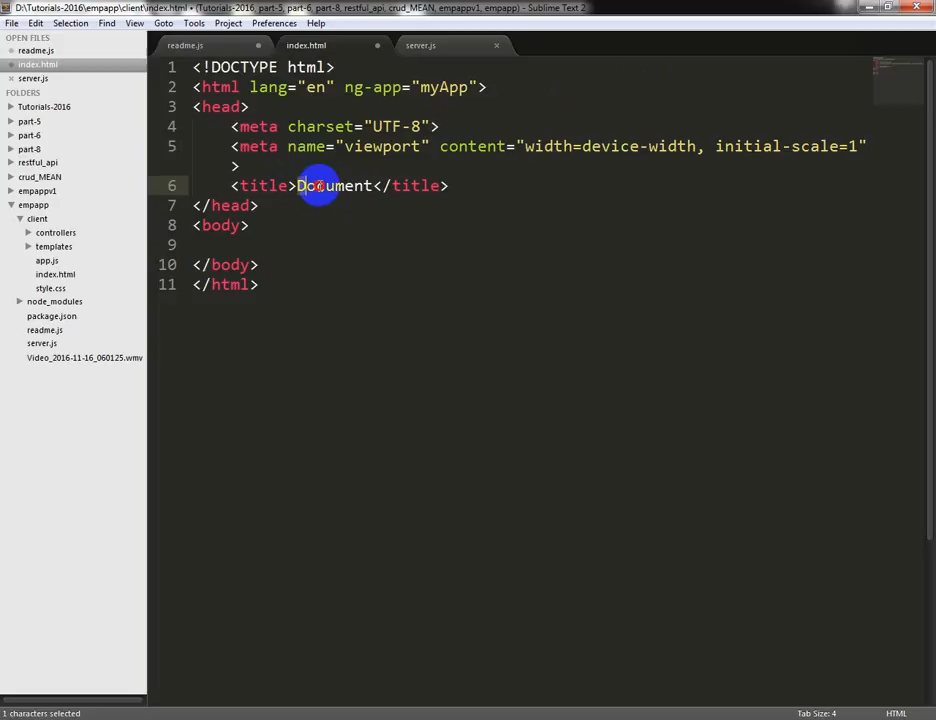 D:\Tutorials-2016\empapp\client\index.html • (Tutorials-2016, part-5, part-6, part-8, restful_api, crud_MEAN, empappv1, empapp) - Sublime Text 2
File Edit Selection Find View Goto Tools Project Preferences Help
OPEN FILES
readme.js
index.html
server.js
FOLDERS
Tutorials-2016
part-5
part-6
part-8
restful_api
crud_MEAN
empappv1
empapp
client
controllers
templates
app.js
index.html
style.css
node_modules
package.json
readme.js
server.js
Video_2016-11-16_060125.wmv
readme.js index.html server.js
1 <!DOCTYPE html>
2 <html lang="en" ng-app="myApp">
3 <head>
4 <meta charset="UTF-8">
5 <meta name="viewport" content="width=device-width, initial-scale=1"
>
6 <title>Document</title>
7 </head>
8 <body>
9
10 </body>
11 </html>
1 characters selected Tab Size: 4 HTML